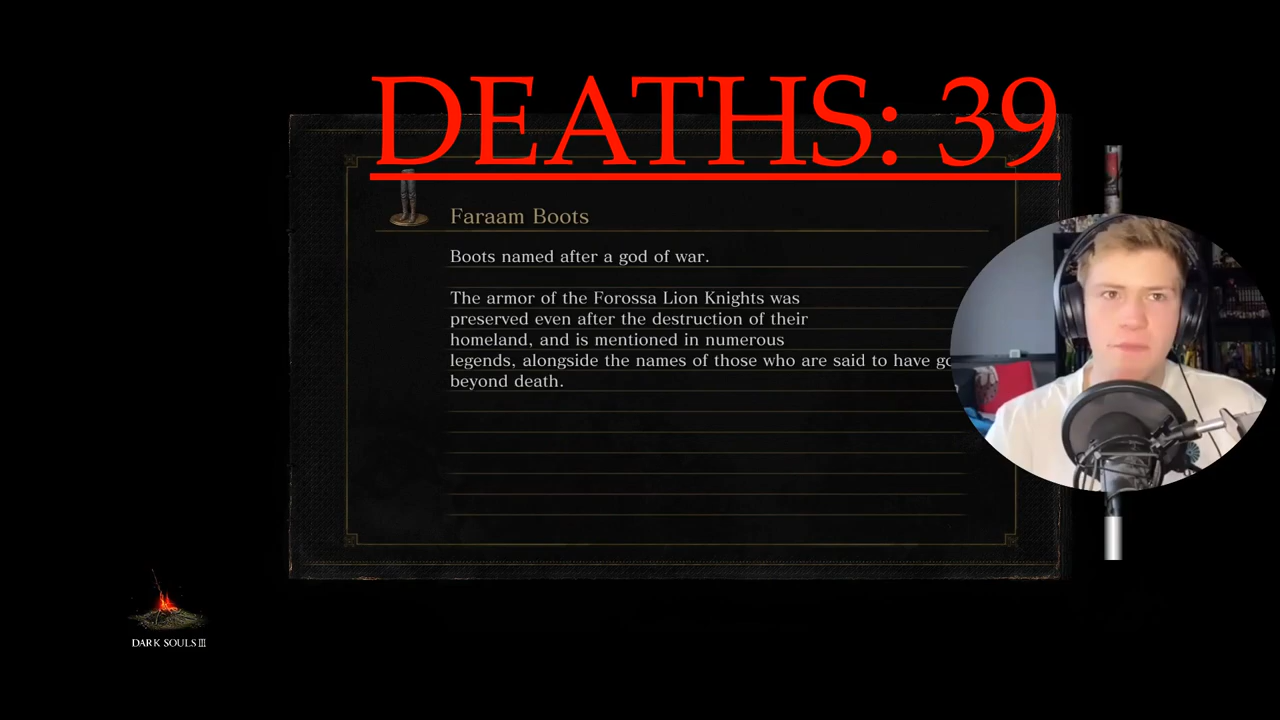 DEATHS: 39
Faraam Boots
Boots named after a god of war.
The armor of the Forossa Lion Knights was
preserved even after the destruction of their
homeland, and is mentioned in numerous
legends, alongside the names of those who are said to have
beyond death.
DARK SOULS III